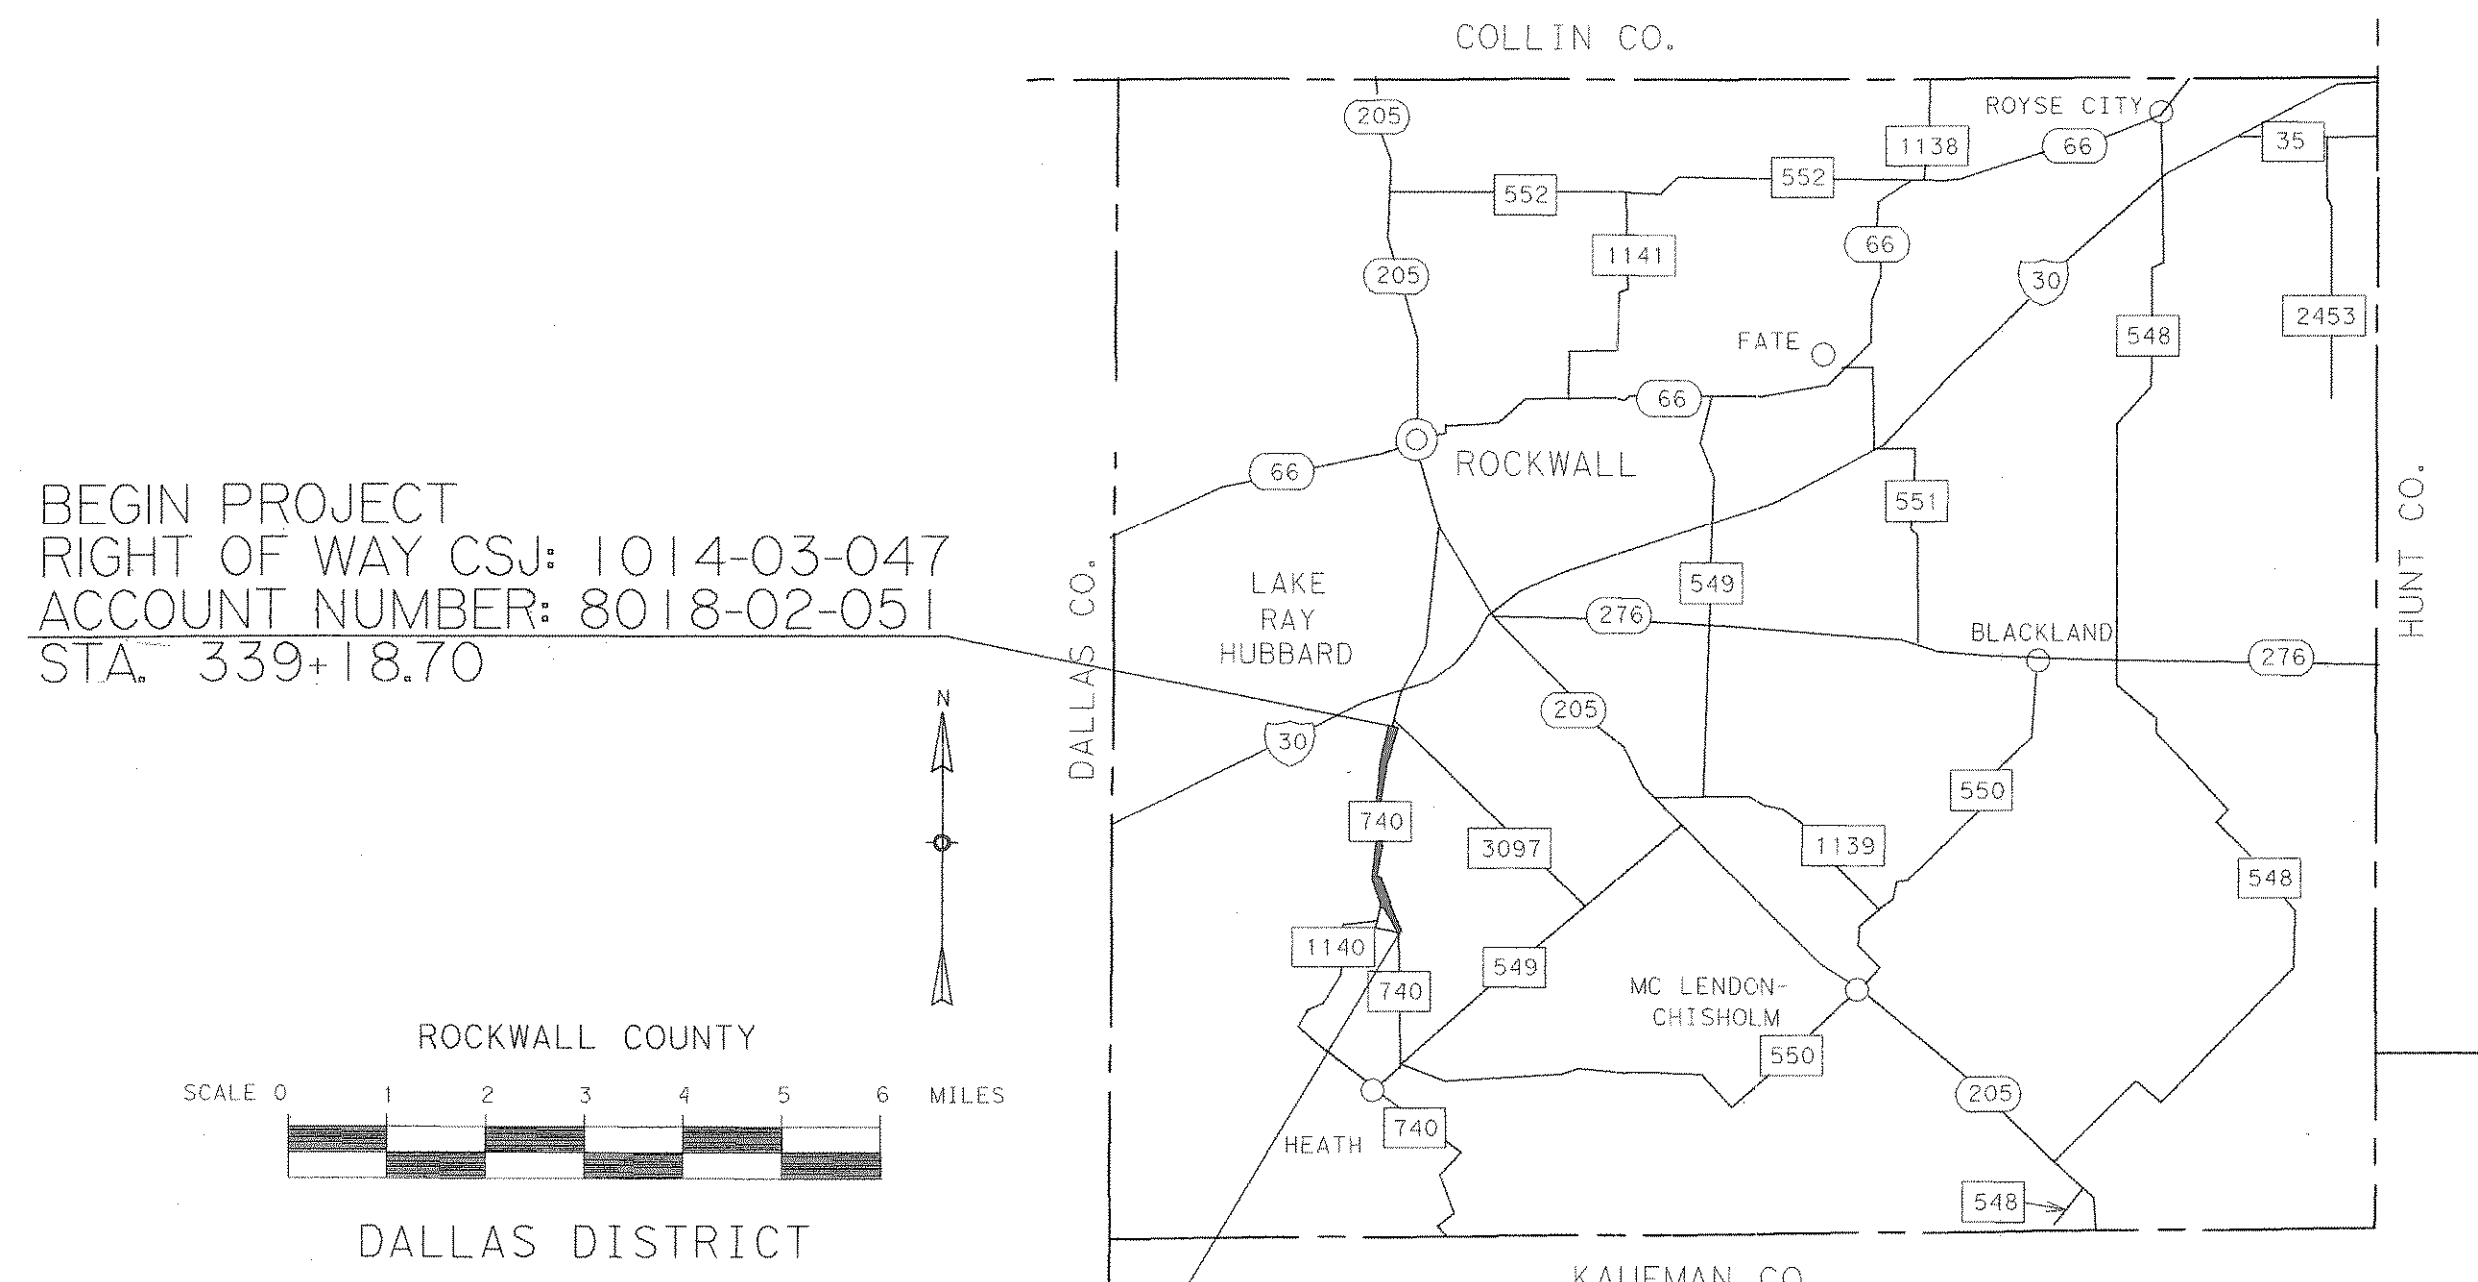 COLLIN CO.
ROYSE CITY
205
1138
66
35
552
552
1141
66
205
30
2453
548
FATE
66
ROCKWALL
66
551
HUNT CO.
BEGIN PROJECT
RIGHT OF WAY CSJ: 1014-03-047
ACCOUNT NUMBER: 8018-02-051
STA. 339+18.70
DALLAS CO.
LAKE
RAY
HUBBARD
549
276
BLACKLAND
276
205
30
N
550
740
3097
1139
548
1140
549
740
MC LENDON-
CHISHOLM
550
205
HEATH
740
548
ROCKWALL COUNTY
SCALE 0 1 2 3 4 5 6 MILES
DALLAS DISTRICT
KAUFMAN CO.